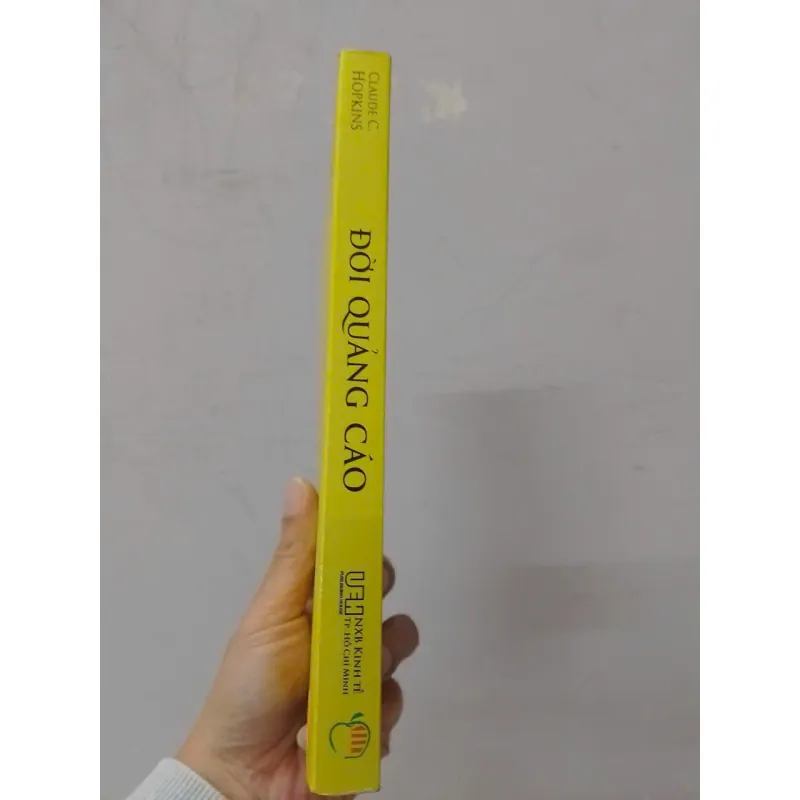 CLAUDE C.
HOPKINS
ĐỜI QUẢNG CÁO
UEH
PUBLISHING HOUSE
NXB KINH TẾ
TP. HỒ CHÍ MINH